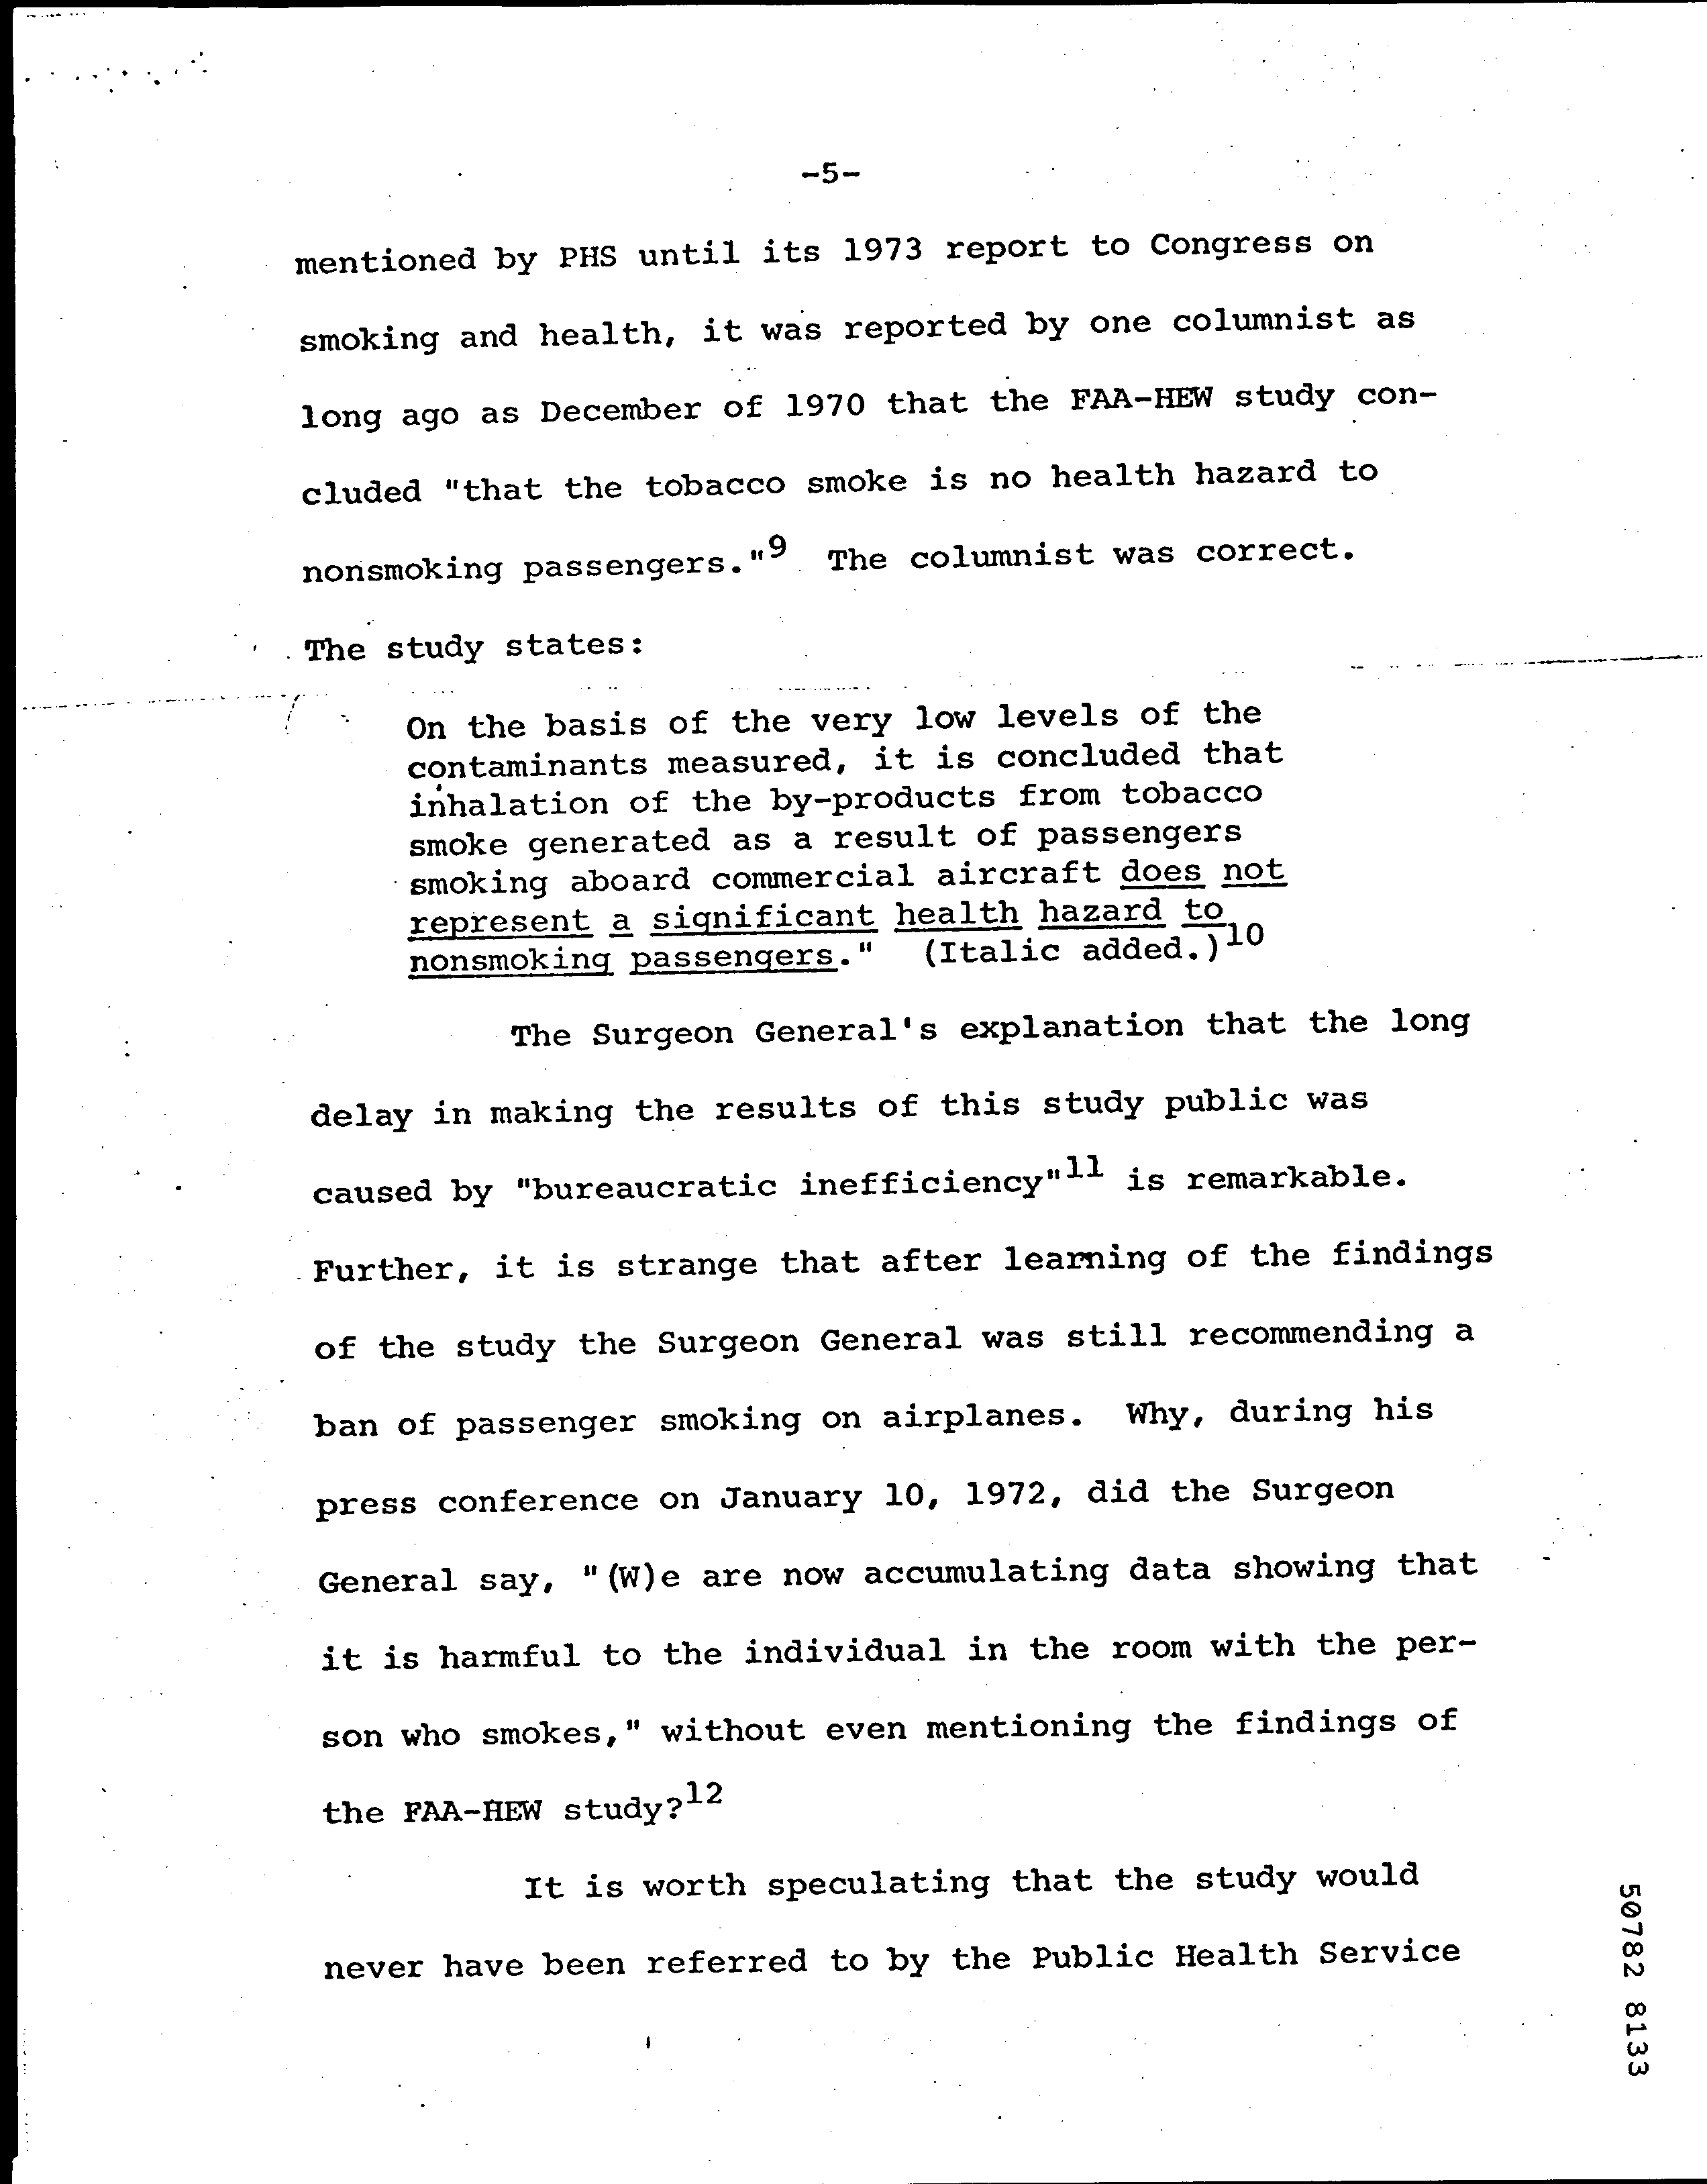 -5-
mentioned by PHS until its 1973 report to Congress on
smoking and health, it was reported by one columnist as
long ago as December of 1970 that the FAA-HEW study con-
cluded "that the tobacco smoke is no health hazard to
nonsmoking passengers."9 The columnist was correct.
The study states:
On the basis of the very low levels of the
contaminants measured, it is concluded that
inhalation of the by-products from tobacco
smoke generated as a result of passengers
smoking aboard commercial aircraft does not
represent a significant health hazard to
nonsmoking passengers." (Italic added.)10
The Surgeon General's explanation that the long
delay in making the results of this study public was
caused by "bureaucratic inefficiency"11 is remarkable.
Further, it is strange that after learning of the findings
of the study the Surgeon General was still recommending a
ban of passenger smoking on airplanes. Why, during his
press conference on January 10, 1972, did the Surgeon
General say, "(W)e are now accumulating data showing that
it is harmful to the individual in the room with the per-
son who smokes," without even mentioning the findings of
the FAA-HEW study?12
It is worth speculating that the study would
never have been referred to by the Public Health Service
50782 8133